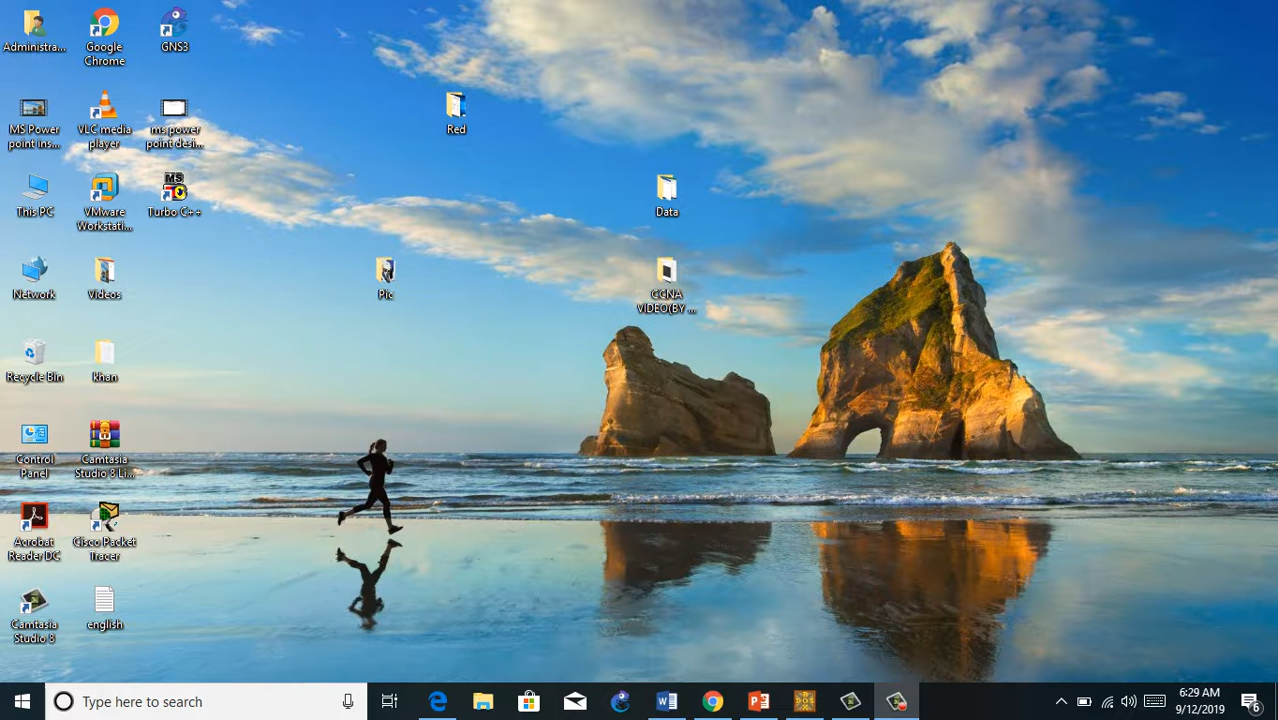 Administra...
Google
Chrome
GNS3
MS Power
point ins...
VLC media
player
ms power
point desi...
This PC
VMware
Workstati...
MS
Turbo C++
Network
Videos
Recycle Bin
khan
Control
Panel
Camtasia
Studio 8 Li...
Acrobat
Reader DC
Cisco Packet
Tracer
Camtasia
Studio 8
english
Red
Data
Pic
CCNA
VIDEO(BY ...
Type here to search
DOS
6:29 AM
9/12/2019
6